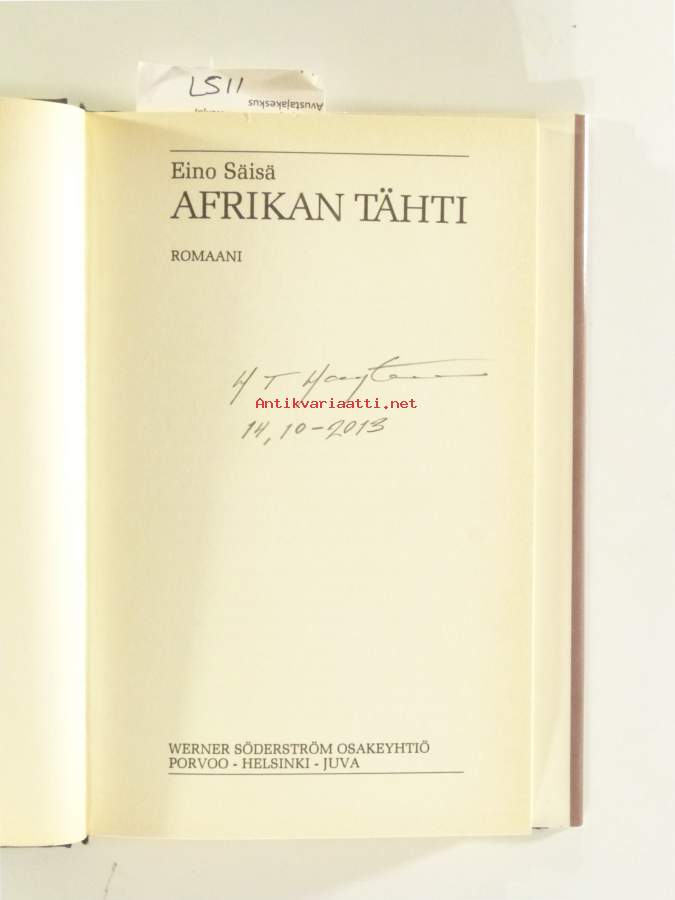 LS11
Avustajakeskus
Eino Säisä
AFRIKAN TÄHTI
ROMAANI
H T
Antikvariaatti.net
14,10-2013
WERNER SÖDERSTRÖM OSAKEYHTIÖ
PORVOO - HELSINKI - JUVA